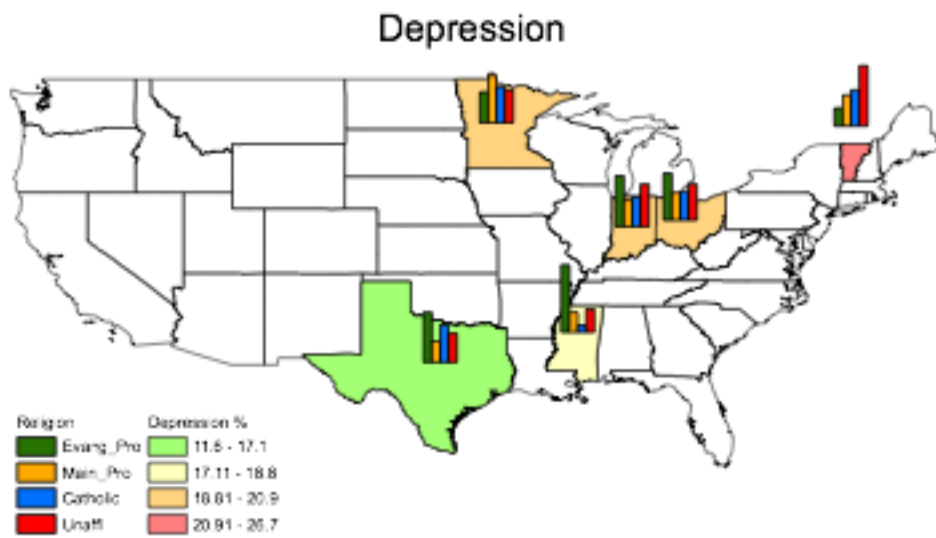 Depression
Religion
Evang_Pro
Main_Pro
Catholic
Unaffl
Depression %
11.5 - 17.1
17.11 - 18.8
18.81 - 20.9
20.91 - 26.7